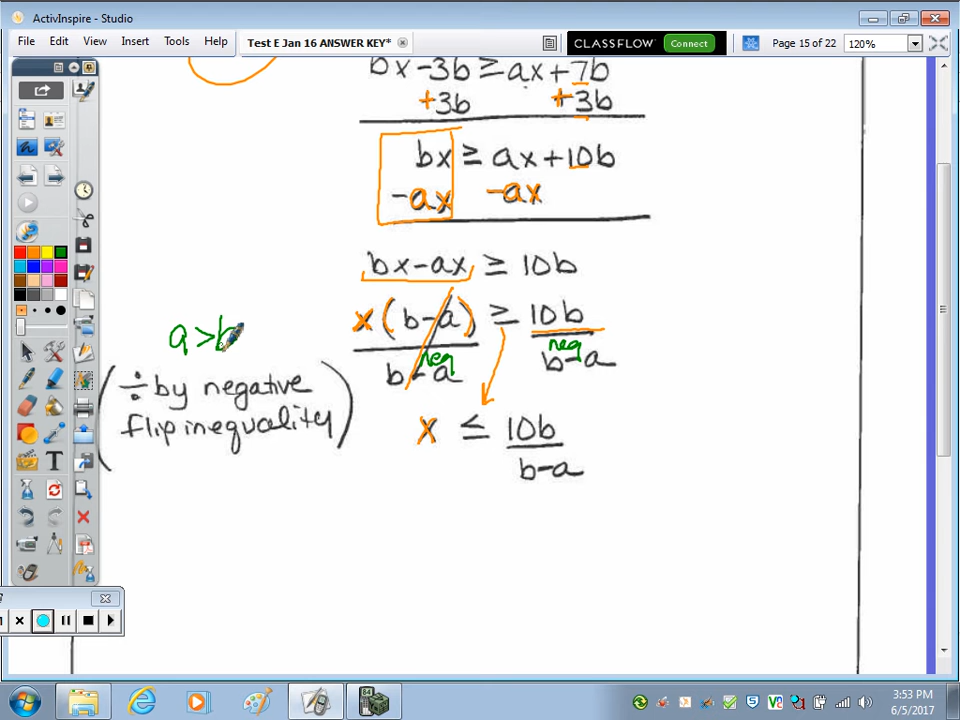 ActivInspire - Studio
File Edit View Insert Tools Help
Test E Jan 16 ANSWER KEY*
CLASSFLOW Connect
Page 15 of 22
120%
bx -3b ≥ ax +7b
+3b +3b
bx ≥ ax +10b
-ax -ax
bx - ax ≥ 10b
x (b - a) ≥ 10b
b - a b - a
neg neg
a > b
(÷ by negative
flip inequality)
x ≤ 10b
b-a
84
3:53 PM
6/5/2017